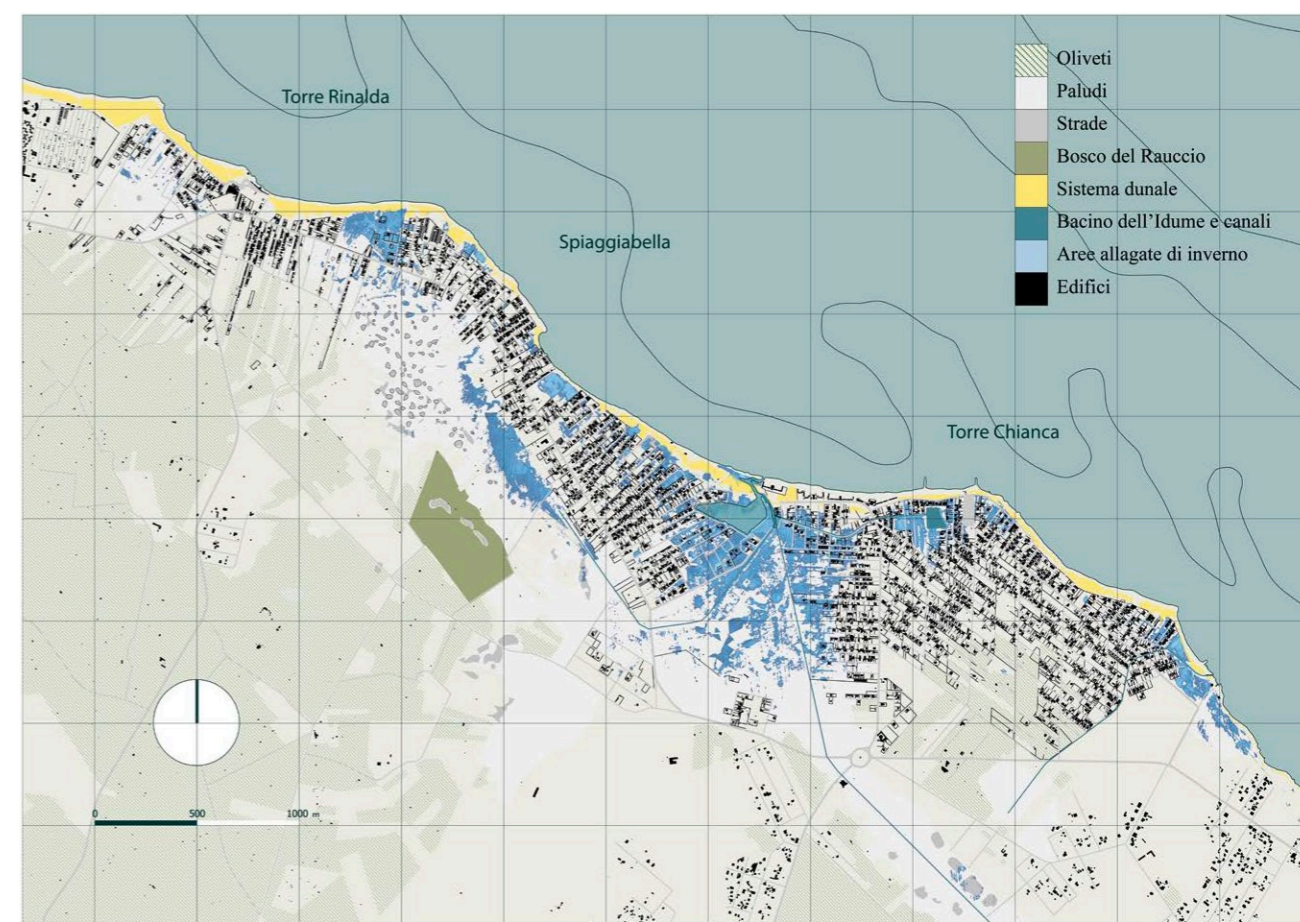 Torre Rinalda
Spiaggiabella
Torre Chianca
Oliveti
Paludi
Strade
Bosco del Rauccio
Sistema dunale
Bacino dell'Idume e canali
Aree allagate di inverno
Edifici
0 500 1000 m